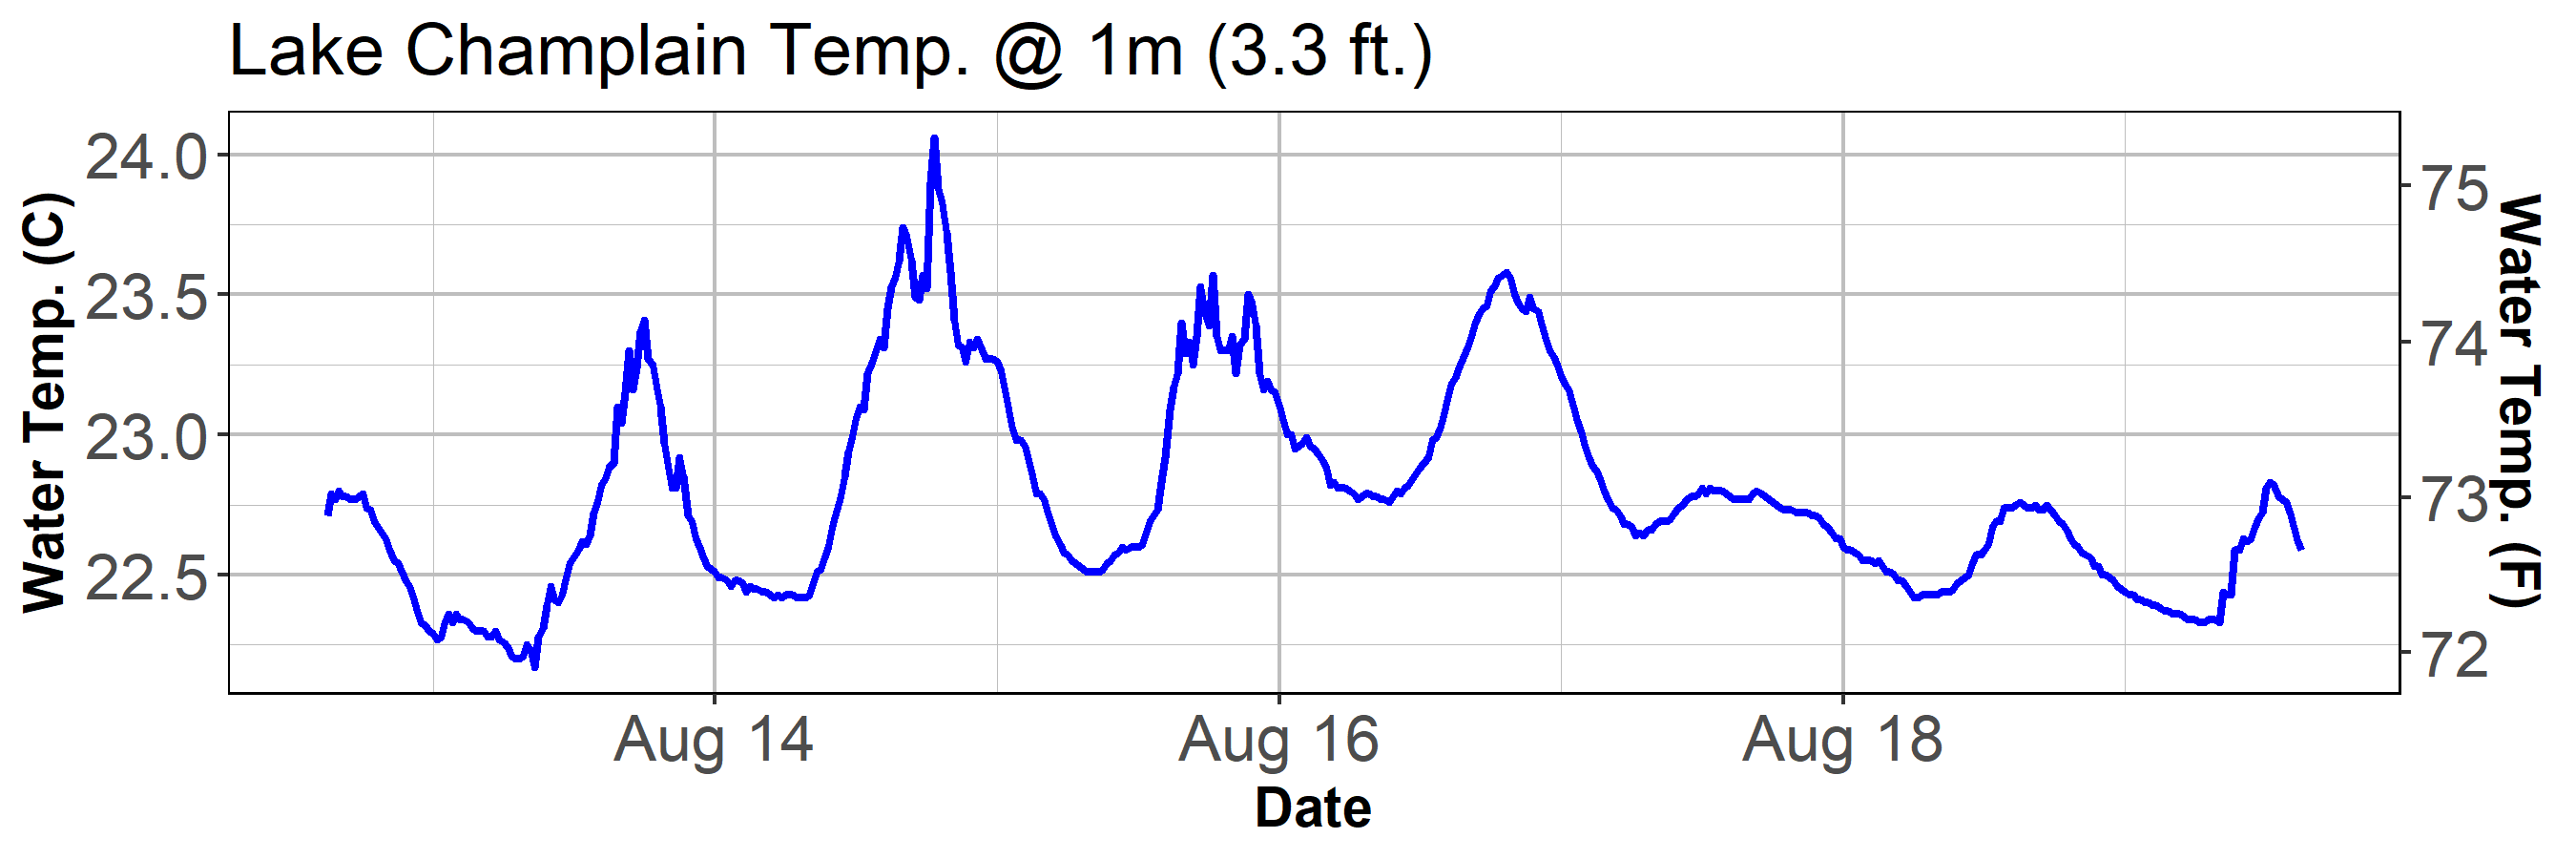 Lake Champlain Temp. @ 1m (3.3 ft.)
Water Temp. (C)
24.0
23.5
23.0
22.5
75
74
73
72
Water Temp. (F)
Aug 14
Aug 16
Aug 18
Date